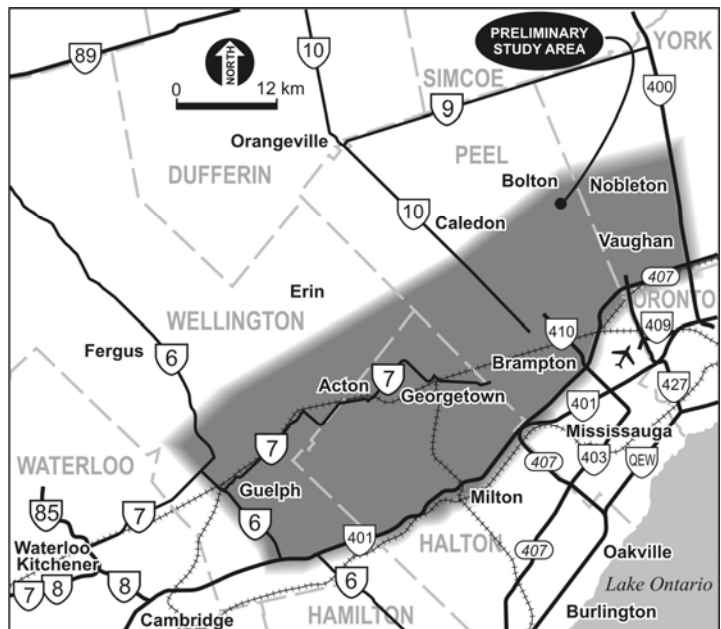 PRELIMINARY
STUDY AREA
YORK
89
10
NORTH
SIMCOE
400
0 12 km
9
Orangeville
PEEL
DUFFERIN
Bolton
Nobleton
10
Caledon
Vaughan
407
Erin
ORONTO
WELLINGTON
410
409
Fergus
6
Brampton
7
Acton
Georgetown
427
401
Mississauga
7
WATERLOO
407
403
QEW
Guelph
Milton
85
7
6
401
Waterloo
Kitchener
HALTON
407
Oakville
8
6
7
8
Lake Ontario
Cambridge
HAMILTON
Burlington